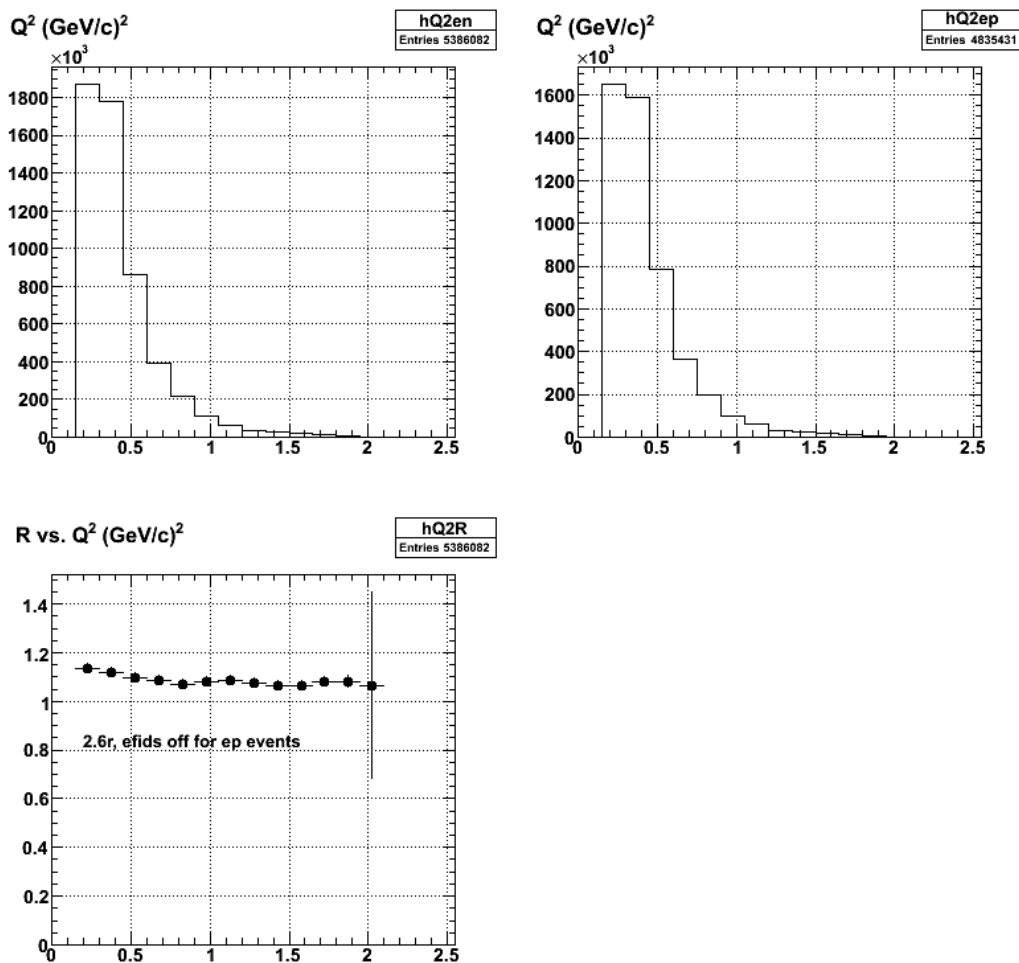 Q² (GeV/c)²
hQ2en
Entries 5386082
×10³
1800
1600
1400
1200
1000
800
600
400
200
0
0 0.5 1 1.5 2 2.5
Q² (GeV/c)²
hQ2ep
Entries 4835431
×10³
1600
1400
1200
1000
800
600
400
200
0
0 0.5 1 1.5 2 2.5
R vs. Q² (GeV/c)²
hQ2R
Entries 5386082
1.4
1.2
1
0.8
2.6r, efids off for ep events
0.6
0.4
0.2
0
0 0.5 1 1.5 2 2.5